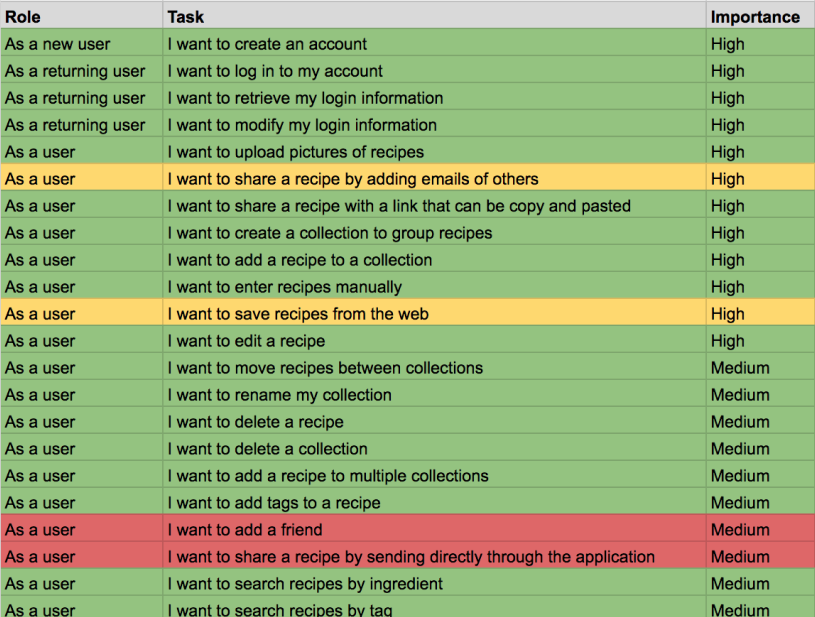 Role Task Importance
As a new user I want to create an account High
As a returning user I want to log in to my account High
As a returning user I want to retrieve my login information High
As a returning user I want to modify my login information High
As a user I want to upload pictures of recipes High
As a user I want to share a recipe by adding emails of others High
As a user I want to share a recipe with a link that can be copy and pasted High
As a user I want to create a collection to group recipes High
As a user I want to add a recipe to a collection High
As a user I want to enter recipes manually High
As a user I want to save recipes from the web High
As a user I want to edit a recipe High
As a user I want to move recipes between collections Medium
As a user I want to rename my collection Medium
As a user I want to delete a recipe Medium
As a user I want to delete a collection Medium
As a user I want to add a recipe to multiple collections Medium
As a user I want to add tags to a recipe Medium
As a user I want to add a friend Medium
As a user I want to share a recipe by sending directly through the application Medium
As a user I want to search recipes by ingredient Medium
As a user I want to search recipes by tag Medium